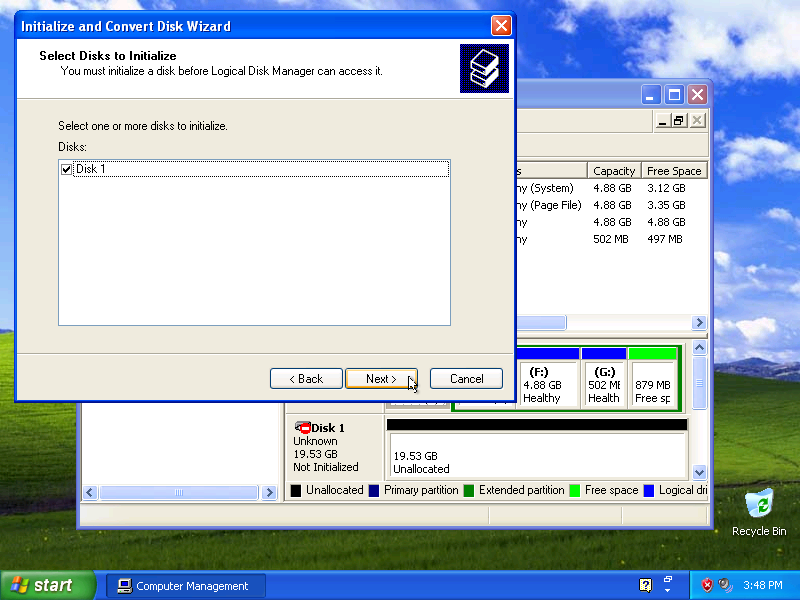 Initialize and Convert Disk Wizard
Select Disks to Initialize
You must initialize a disk before Logical Disk Manager can access it.
Select one or more disks to initialize.
Disks:
Disk 1
< Back
Next >
Cancel
s Capacity Free Space
ny (System) 4.88 GB 3.12 GB
ny (Page File) 4.88 GB 3.35 GB
ny 4.88 GB 4.88 GB
ny 502 MB 497 MB
(F:)
4.88 GB
Healthy
(G:)
502 ME
Health
879 MB
Free sp
Disk 1
Unknown
19.53 GB
Not Initialized
19.53 GB
Unallocated
Unallocated Primary partition Extended partition Free space Logical dri
Recycle Bin
start
Computer Management
3:48 PM